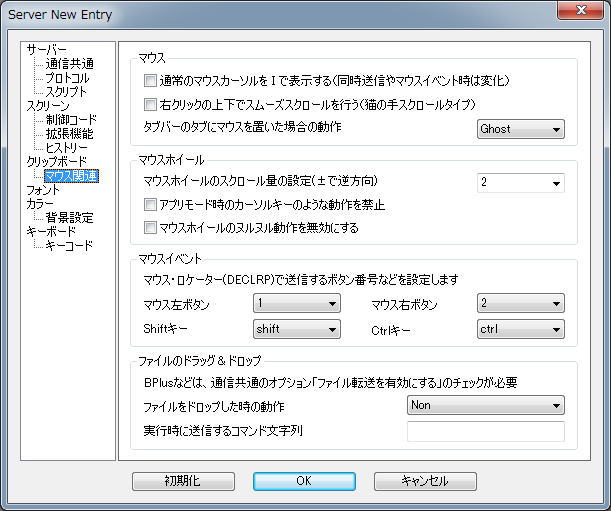 Server New Entry
サーバー
通信共通
プロトコル
スクリプト
スクリーン
制御コード
拡張機能
ヒストリー
クリップボード
マウス関連
フォント
カラー
背景設定
キーボード
キーコード
マウス
通常のマウスカーソルをIで表示する(同時送信やマウスイベント時は変化)
右クリックの上下でスムーズスクロールを行う(猫の手スクロールタイプ)
タブバーのタブにマウスを置いた場合の動作 Ghost
マウスホイール
マウスホイールのスクロール量の設定(±で逆方向) 2
アプリモード時のカーソルキーのような動作を禁止
マウスホイールのヌルヌル動作を無効にする
マウスイベント
マウス・ロケーター(DECLRP)で送信するボタン番号などを設定します
マウス左ボタン 1 マウス右ボタン 2
Shiftキー shift Ctrlキー ctrl
ファイルのドラッグ＆ドロップ
BPlusなどは、通信共通のオプション「ファイル転送を有効にする」のチェックが必要
ファイルをドロップした時の動作 Non
実行時に送信するコマンド文字列
初期化 OK キャンセル